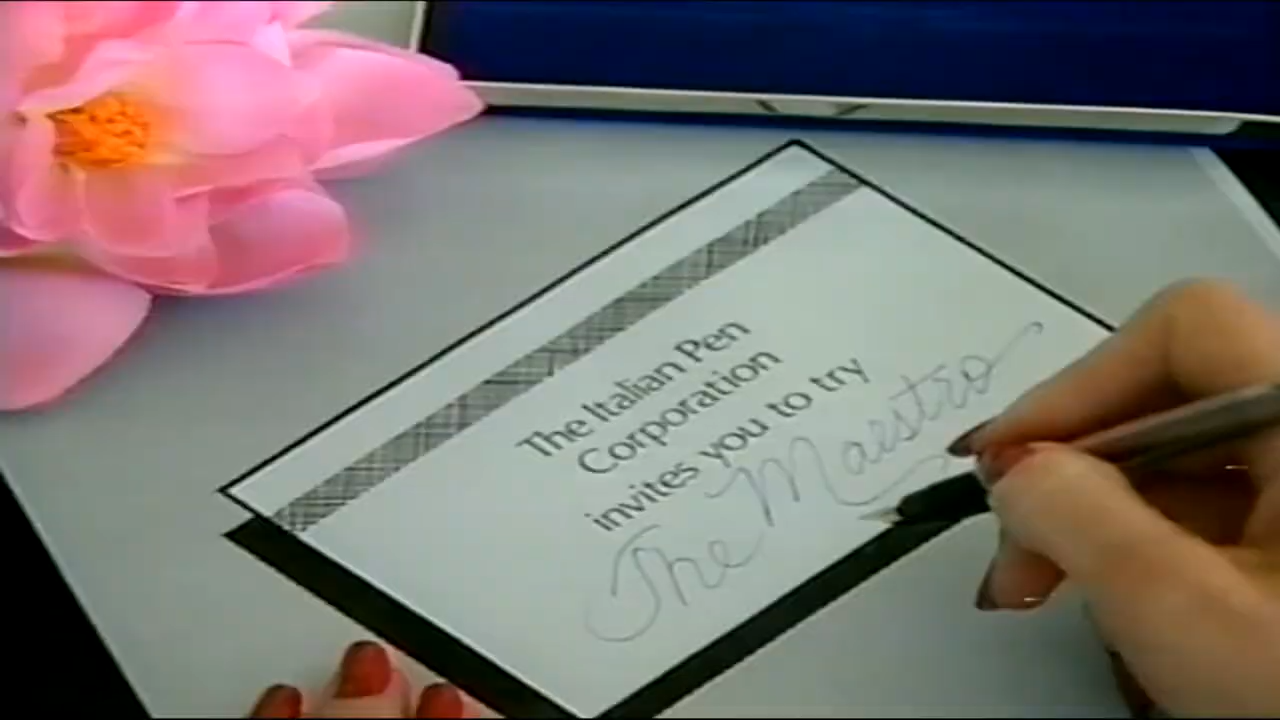 The Italian Pen
Corporation
invites you to try
The Maestro